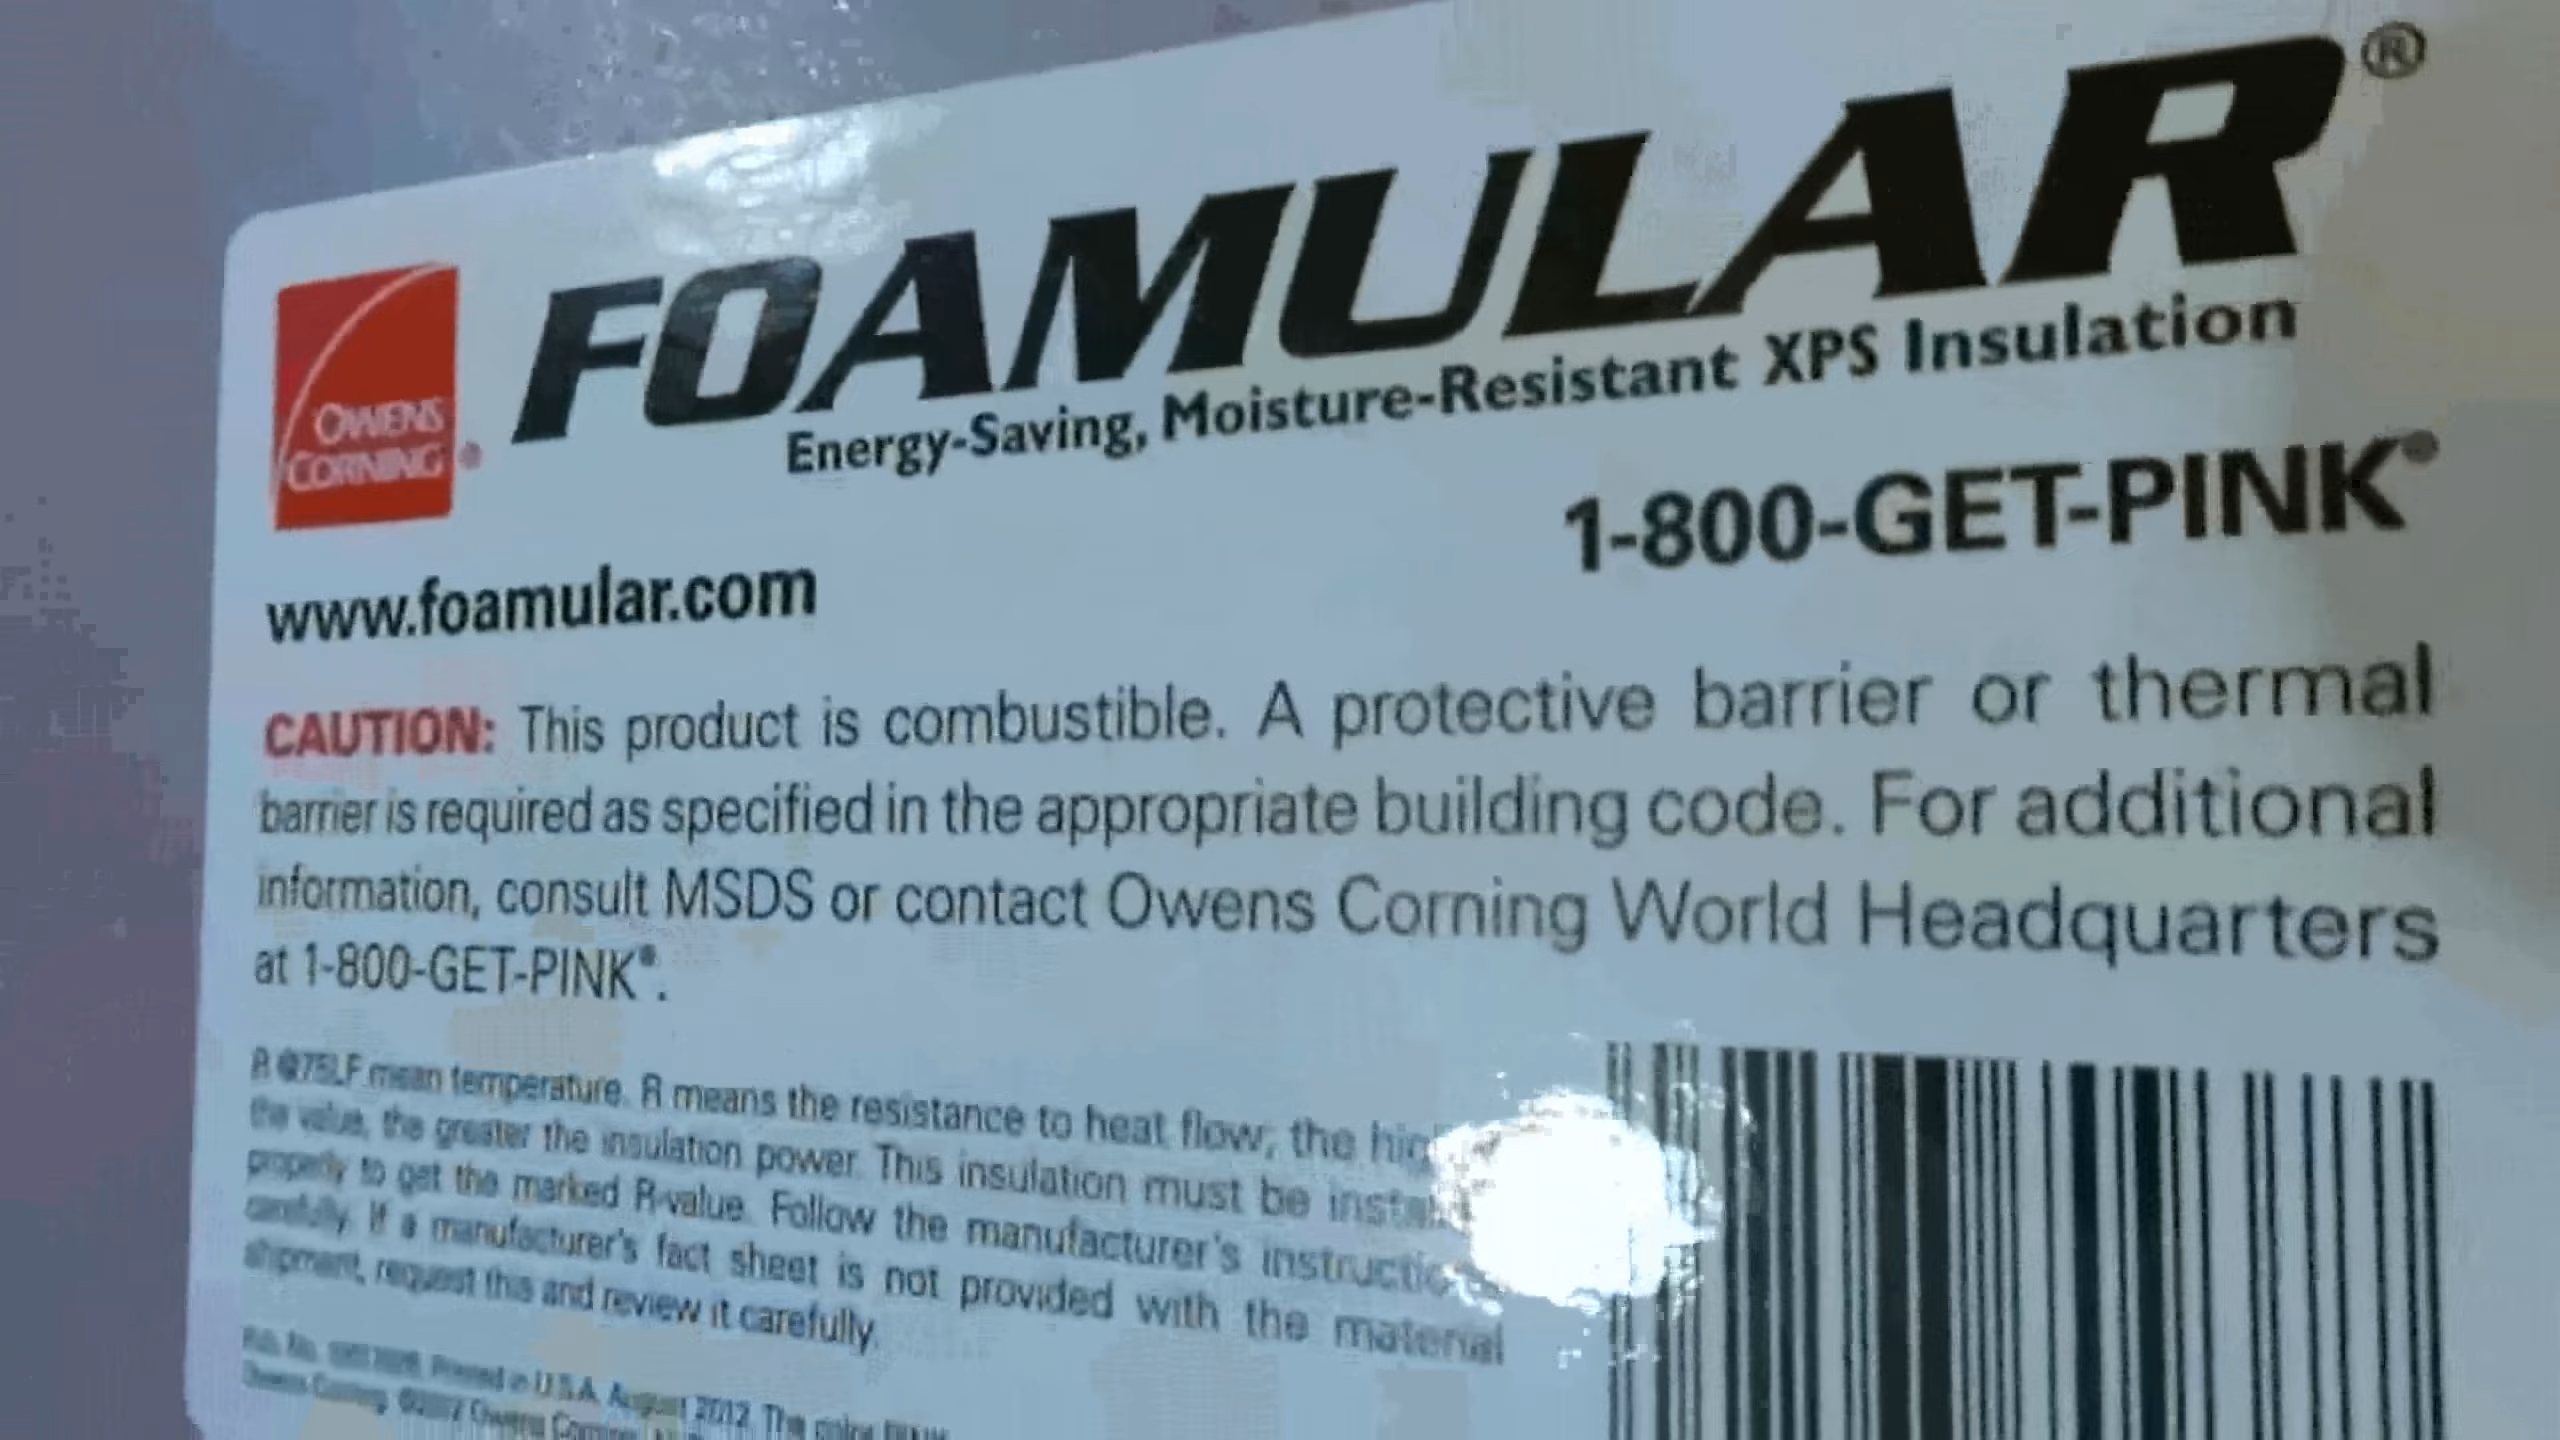 FOAMULAR®
OWENS
CORNING
Energy-Saving, Moisture-Resistant XPS Insulation
1-800-GET-PINK®
www.foamular.com
CAUTION: This product is combustible. A protective barrier or thermal
barrier is required as specified in the appropriate building code. For additional
information, consult MSDS or contact Owens Corning World Headquarters
at 1-800-GET-PINK®.
R mean temperature. R means the resistance to heat flow; the
the value, the greater the insulation power. This insulation must be
properly to get the marked R-value. Follow the manufacturer's
carefully. If a manufacturer's fact sheet is not provided with the material
shipment, request this and review it carefully.
Printed in U.S.A. August 2012. The color
Owens Corning. Owens